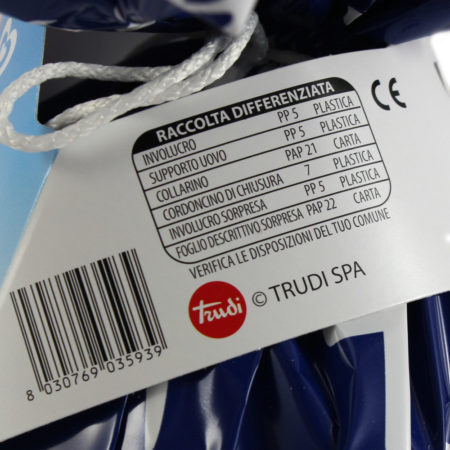 RACCOLTA DIFFERENZIATA
INVOLUCRO PP 5 PLASTICA
SUPPORTO UOVO PP 5 PLASTICA
COLLARINO PAP 21 CARTA
CORDONCINO DI CHIUSURA 7 PLASTICA
INVOLUCRO SORPRESA PP 5 PLASTICA
FOGLIO DESCRITTIVO SORPRESA PAP 22 CARTA
VERIFICA LE DISPOSIZIONI DEL TUO COMUNE
CE
trudi © TRUDI SPA
8 030769 035939